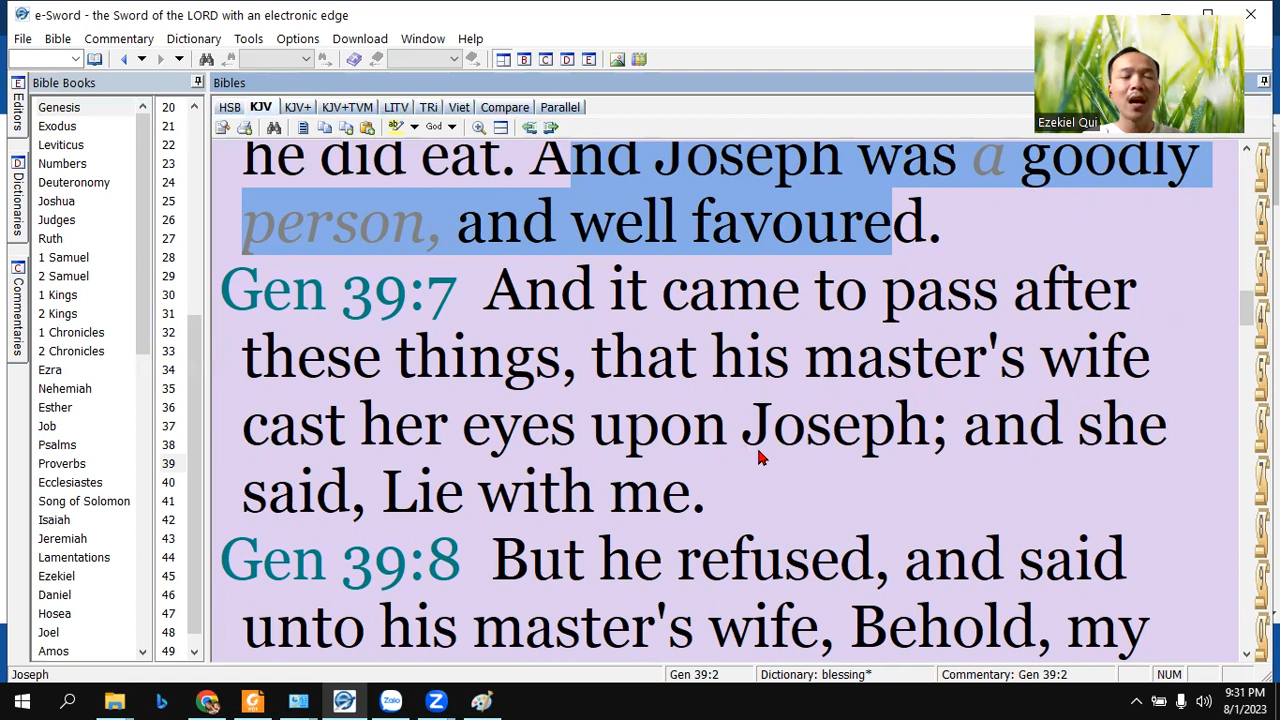 e-Sword - the Sword of the LORD with an electronic edge
File Bible Commentary Dictionary Tools Options Download Window Help
Ezekiel Qui
Bible Books
Bibles
Editors
Dictionaries
Commentaries
HSB KJV KJV+ KJV+TVM LITV TRi Viet Compare Parallel
God
Genesis
Exodus
Leviticus
Numbers
Deuteronomy
Joshua
Judges
Ruth
1 Samuel
2 Samuel
1 Kings
2 Kings
1 Chronicles
2 Chronicles
Ezra
Nehemiah
Esther
Job
Psalms
Proverbs
Ecclesiastes
Song of Solomon
Isaiah
Jeremiah
Lamentations
Ezekiel
Daniel
Hosea
Joel
Amos
20
21
22
23
24
25
26
27
28
29
30
31
32
33
34
35
36
37
38
39
40
41
42
43
44
45
46
47
48
49
he did eat. And Joseph was a goodly
person, and well favoured.
Gen 39:7 And it came to pass after
these things, that his master's wife
cast her eyes upon Joseph; and she
said, Lie with me.
Gen 39:8 But he refused, and said
unto his master's wife, Behold, my
Joseph
Gen 39:2
Dictionary: blessing*
Commentary: Gen 39:2
NUM
Zalo
9:31 PM
8/1/2023